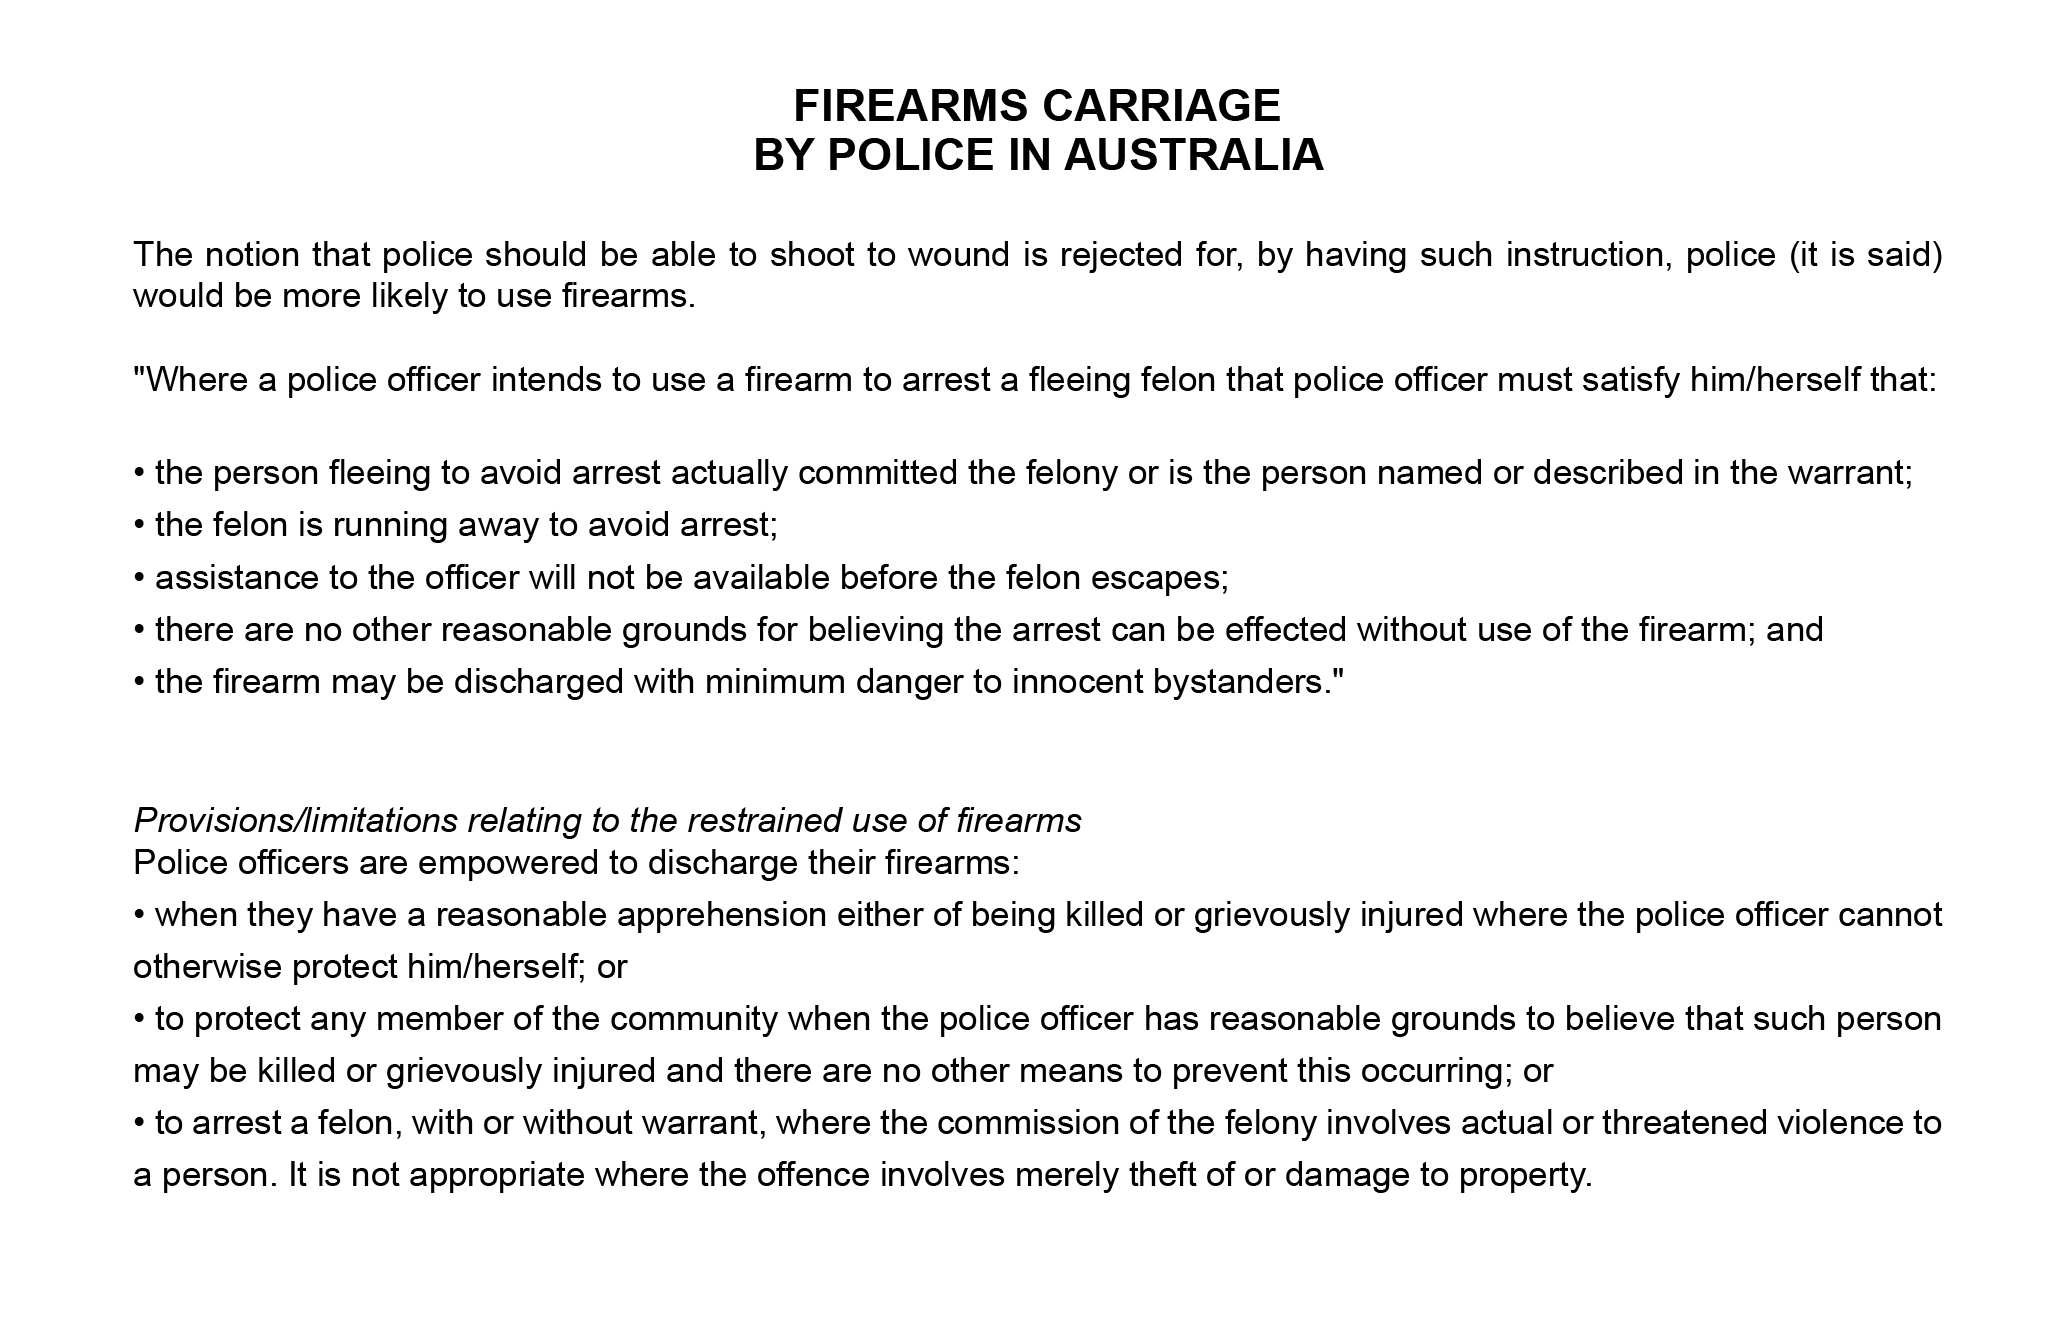 FIREARMS CARRIAGE
BY POLICE IN AUSTRALIA
The notion that police should be able to shoot to wound is rejected for, by having such instruction, police (it is said)
would be more likely to use firearms.
"Where a police officer intends to use a firearm to arrest a fleeing felon that police officer must satisfy him/herself that:
• the person fleeing to avoid arrest actually committed the felony or is the person named or described in the warrant;
• the felon is running away to avoid arrest;
• assistance to the officer will not be available before the felon escapes;
• there are no other reasonable grounds for believing the arrest can be effected without use of the firearm; and
• the firearm may be discharged with minimum danger to innocent bystanders."
Provisions/limitations relating to the restrained use of firearms
Police officers are empowered to discharge their firearms:
• when they have a reasonable apprehension either of being killed or grievously injured where the police officer cannot
otherwise protect him/herself; or
• to protect any member of the community when the police officer has reasonable grounds to believe that such person
may be killed or grievously injured and there are no other means to prevent this occurring; or
• to arrest a felon, with or without warrant, where the commission of the felony involves actual or threatened violence to
a person. It is not appropriate where the offence involves merely theft of or damage to property.